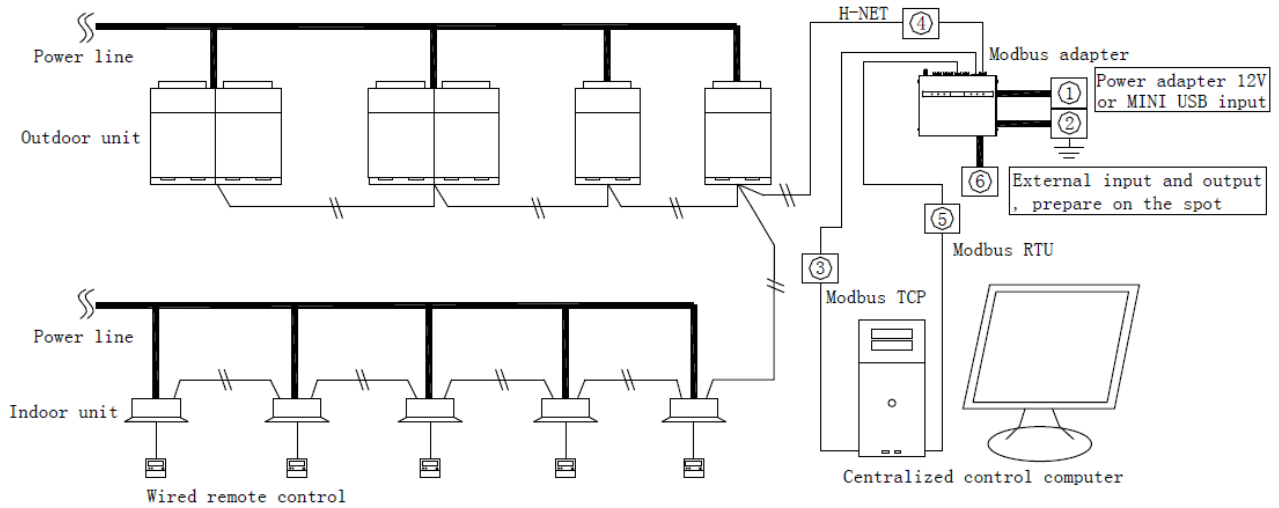 H-NET
④
Power line
Modbus adapter
Power adapter 12V
or MINI USB input
①
②
Outdoor unit
⑥
External input and output
, prepare on the spot
⑤
Modbus RTU
③
Modbus TCP
Power line
Indoor unit
Centralized control computer
Wired remote control